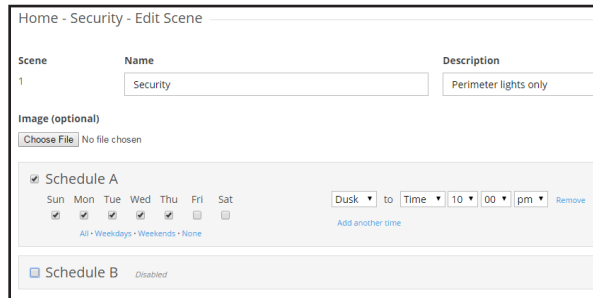 Home - Security - Edit Scene
Scene Name Description
1 Security Perimeter lights only
Image (optional)
Choose File No file chosen
Schedule A
Sun Mon Tue Wed Thu Fri Sat Dusk to Time 10 00 pm Remove
All • Weekdays • Weekends • None Add another time
Schedule B Disabled